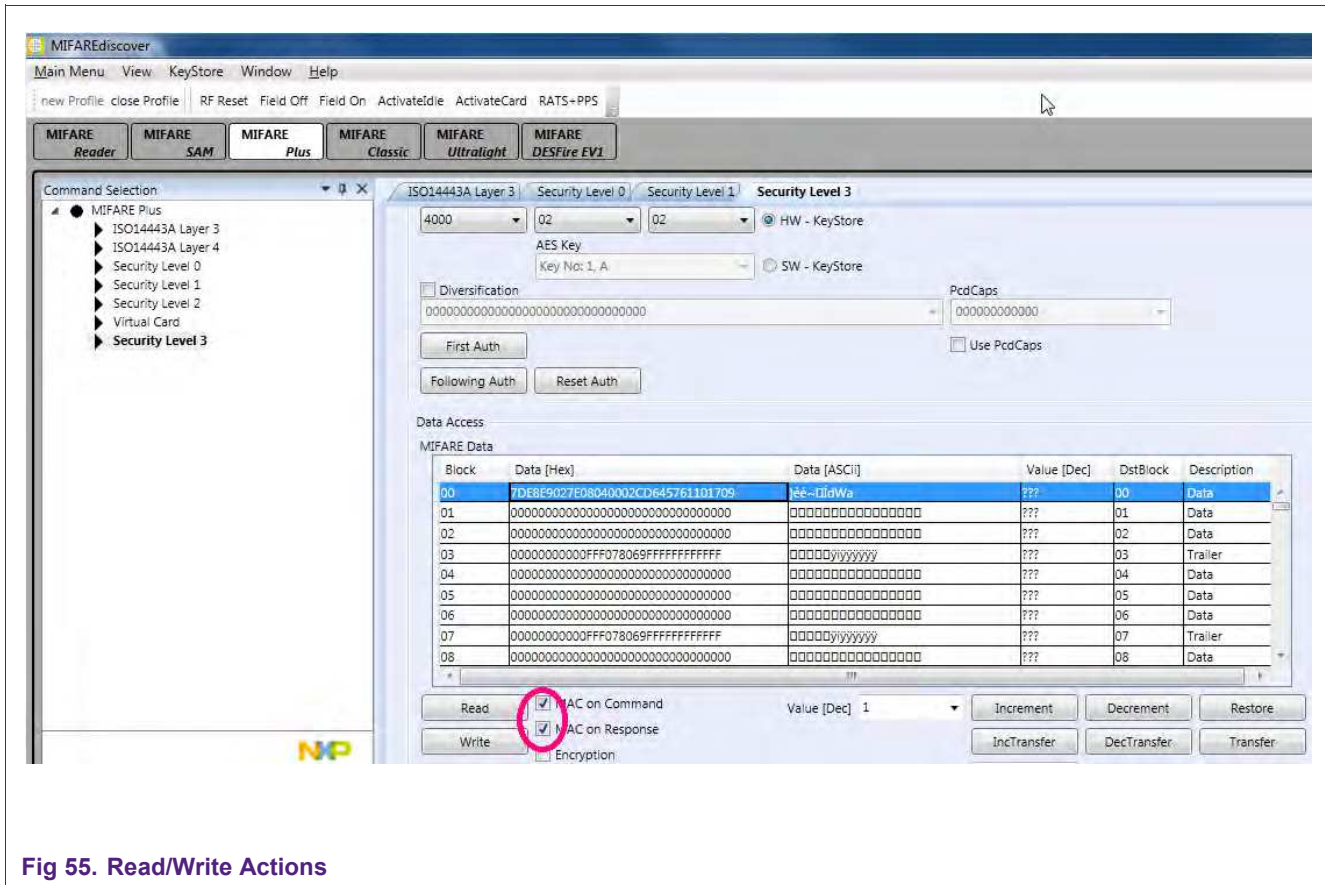 MIFAREdiscover
Main Menu View KeyStore Window Help
new Profile close Profile RF Reset Field Off Field On ActivateIdle ActivateCard RATS+PPS
MIFARE Reader MIFARE SAM MIFARE Plus MIFARE Classic MIFARE Ultralight MIFARE DESFire EV1
Command Selection
MIFARE Plus
ISO14443A Layer 3
ISO14443A Layer 4
Security Level 0
Security Level 1
Security Level 2
Virtual Card
Security Level 3
NXP
ISO14443A Layer 3 Security Level 0 Security Level 1 Security Level 3
4000 02 02 HW - KeyStore
AES Key
Key No: 1, A SW - KeyStore
Diversification PcdCaps
00000000000000000000000000000000 000000000000
First Auth Use PcdCaps
Following Auth Reset Auth
Data Access
MIFARE Data
Block Data [Hex] Data [ASCii] Value [Dec] DstBlock Description
00 7DE8E9027E08040002CD645761101709 ??? 00 Data
01 00000000000000000000000000000000 ??? 01 Data
02 00000000000000000000000000000000 ??? 02 Data
03 00000000000FFF078069FFFFFFFFFFFF ??? 03 Trailer
04 00000000000000000000000000000000 ??? 04 Data
05 00000000000000000000000000000000 ??? 05 Data
06 00000000000000000000000000000000 ??? 06 Data
07 00000000000FFF078069FFFFFFFFFFFF ??? 07 Trailer
08 00000000000000000000000000000000 ??? 08 Data
Read MAC on Command Value [Dec] 1 Increment Decrement Restore
Write MAC on Response IncTransfer DecTransfer Transfer
Encryption
Fig 55. Read/Write Actions